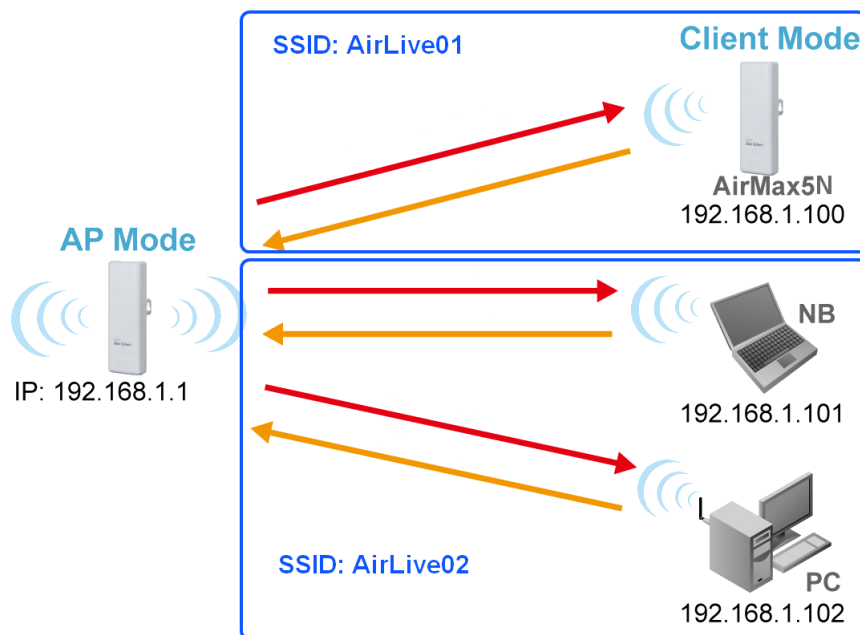 SSID: AirLive01
Client Mode
AirMax5N
192.168.1.100
AP Mode
IP: 192.168.1.1
NB
192.168.1.101
SSID: AirLive02
PC
192.168.1.102